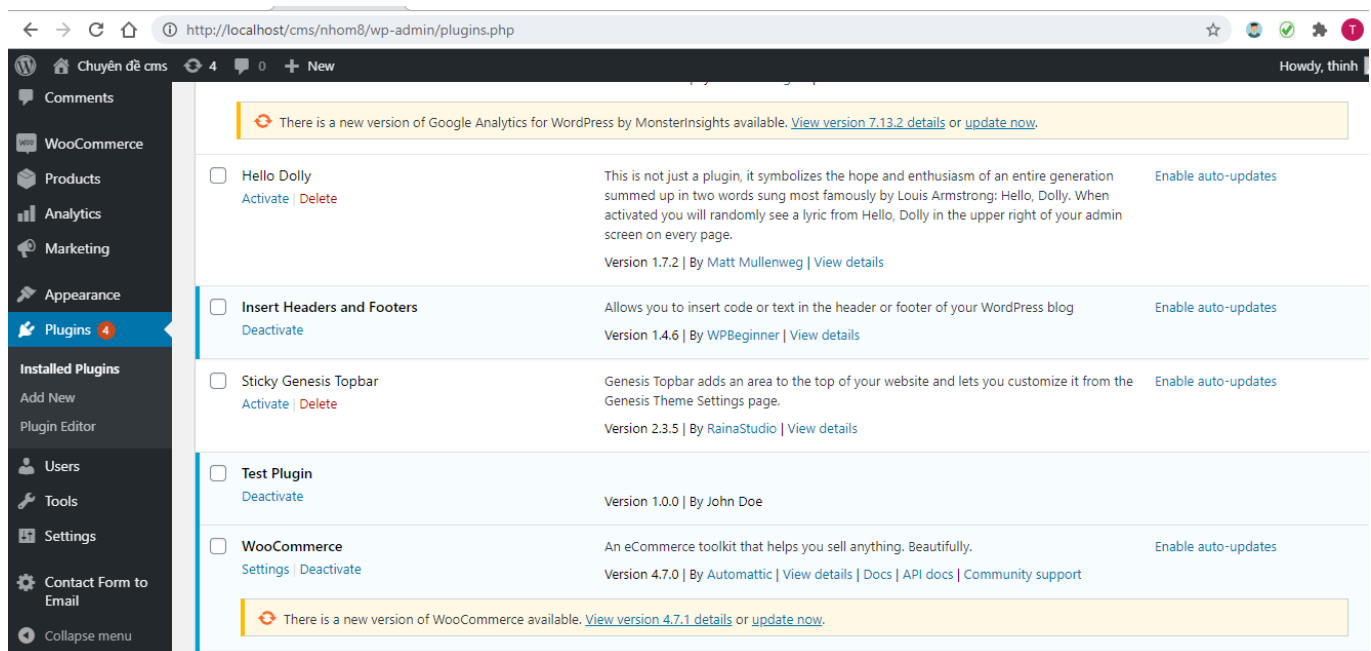 http://localhost/cms/nhom8/wp-admin/plugins.php
T
Chuyên đề cms 4 0 New
Howdy, thinh
Comments
WooCommerce
Products
Analytics
Marketing
Appearance
Plugins 4
Installed Plugins
Add New
Plugin Editor
Users
Tools
Settings
Contact Form to
Email
Collapse menu
There is a new version of Google Analytics for WordPress by MonsterInsights available. View version 7.13.2 details or update now.
Hello Dolly
Activate | Delete
This is not just a plugin, it symbolizes the hope and enthusiasm of an entire generation
summed up in two words sung most famously by Louis Armstrong: Hello, Dolly. When
activated you will randomly see a lyric from Hello, Dolly in the upper right of your admin
screen on every page.
Version 1.7.2 | By Matt Mullenweg | View details
Enable auto-updates
Insert Headers and Footers
Deactivate
Allows you to insert code or text in the header or footer of your WordPress blog
Version 1.4.6 | By WPBeginner | View details
Enable auto-updates
Sticky Genesis Topbar
Activate | Delete
Genesis Topbar adds an area to the top of your website and lets you customize it from the
Genesis Theme Settings page.
Version 2.3.5 | By RainaStudio | View details
Enable auto-updates
Test Plugin
Deactivate
Version 1.0.0 | By John Doe
WooCommerce
Settings | Deactivate
An eCommerce toolkit that helps you sell anything. Beautifully.
Version 4.7.0 | By Automattic | View details | Docs | API docs | Community support
Enable auto-updates
There is a new version of WooCommerce available. View version 4.7.1 details or update now.